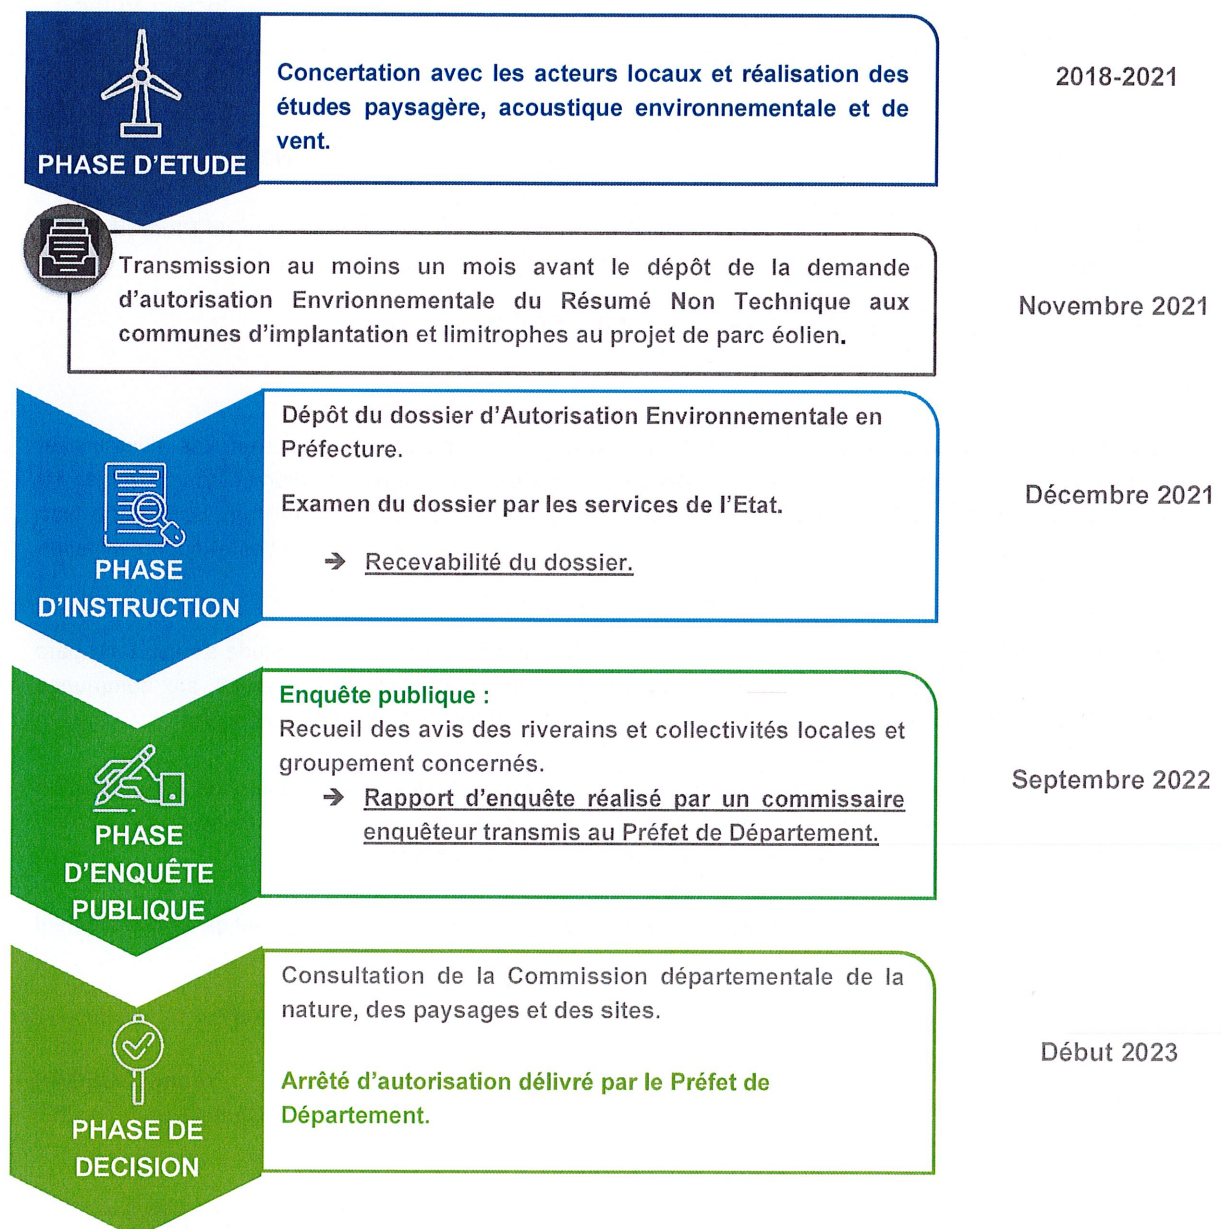 PHASE D'ETUDE
Concertation avec les acteurs locaux et réalisation des
études paysagère, acoustique environnementale et de
vent.
2018-2021
Transmission au moins un mois avant le dépôt de la demande
d'autorisation Envrionnementale du Résumé Non Technique aux
communes d'implantation et limitrophes au projet de parc éolien.
Novembre 2021
PHASE
D'INSTRUCTION
Dépôt du dossier d'Autorisation Environnementale en
Préfecture.
Examen du dossier par les services de l'Etat.
➔ Recevabilité du dossier.
Décembre 2021
PHASE
D'ENQUÊTE
PUBLIQUE
Enquête publique :
Recueil des avis des riverains et collectivités locales et
groupement concernés.
➔ Rapport d'enquête réalisé par un commissaire
enquêteur transmis au Préfet de Département.
Septembre 2022
PHASE DE
DECISION
Consultation de la Commission départementale de la
nature, des paysages et des sites.
Arrêté d'autorisation délivré par le Préfet de
Département.
Début 2023